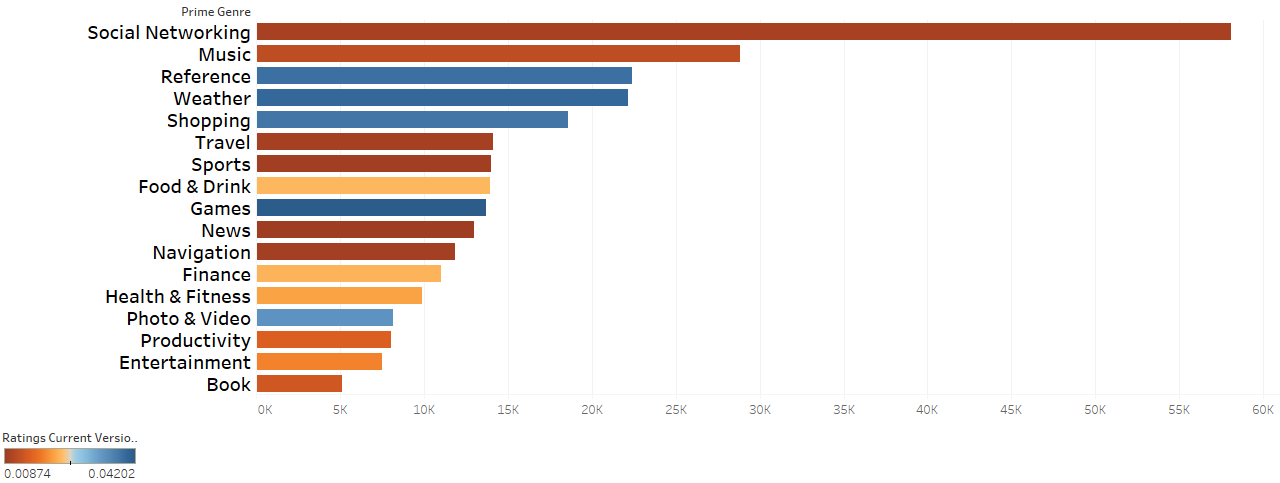 Prime Genre
Social Networking
Music
Reference
Weather
Shopping
Travel
Sports
Food & Drink
Games
News
Navigation
Finance
Health & Fitness
Photo & Video
Productivity
Entertainment
Book
0K 5K 10K 15K 20K 25K 30K 35K 40K 45K 50K 55K 60K
Ratings Current Versio..
0.00874 0.04202